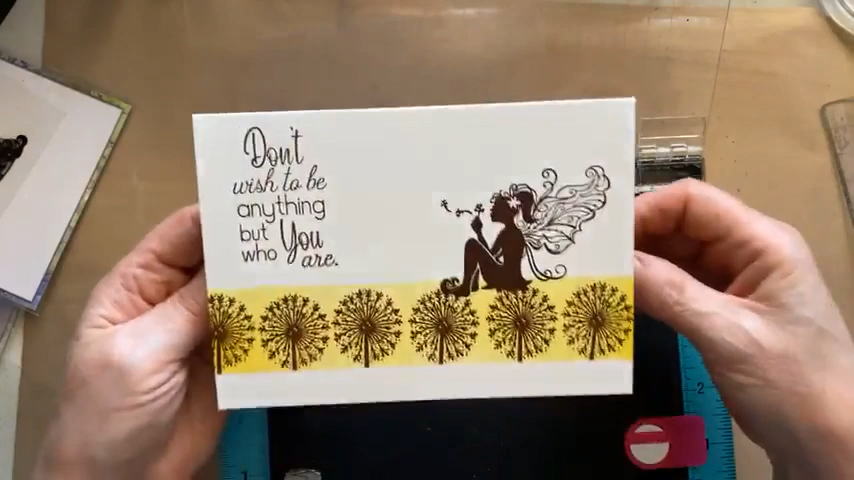 Don't
wish to be
anything
but You
who are.